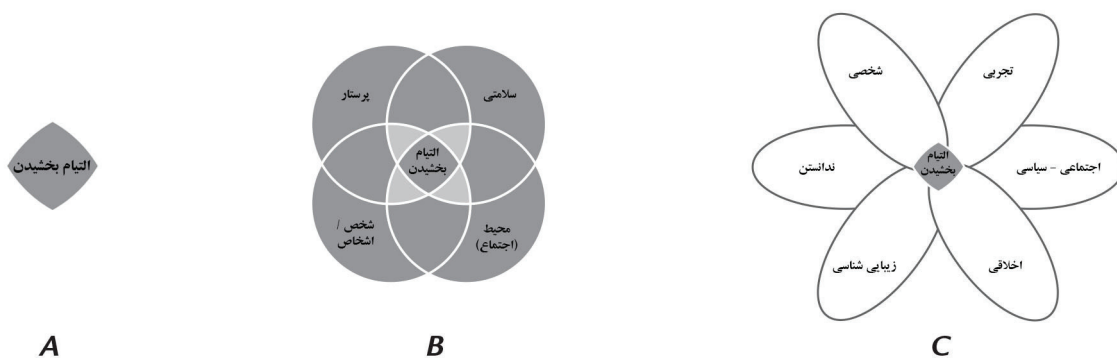 التیام بخشیدن
A
پرستار
سلامتی
التیام
بخشیدن
شخص /
اشخاص
محیط
(اجتماع)
B
شخصی
تجربی
ندانستن
التیام
بخشیدن
اجتماعی - سیاسی
زیبایی شناسی
اخلاقی
C